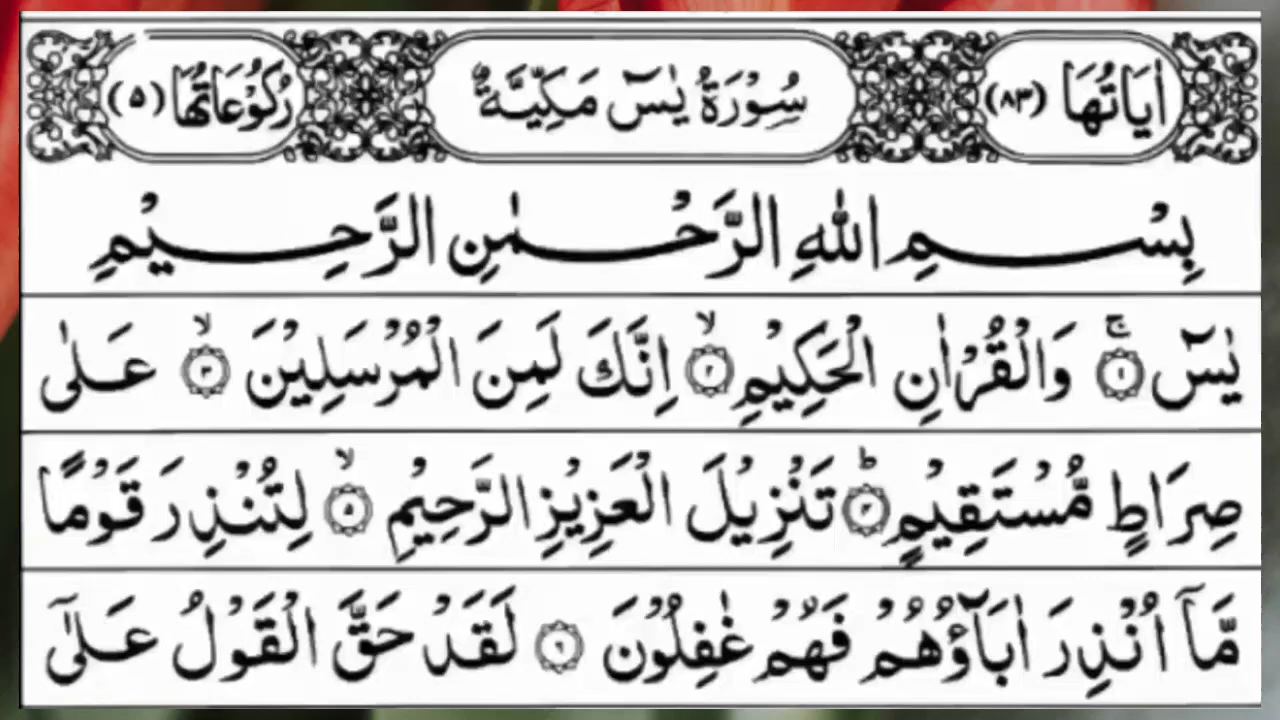 اٰيَاتُهَا (٨٣) سُوْرَةُ يٰسٓ مَكِّيَّةٌ رُكُوْعَاتُهَا (٥)
بِسْمِ اللّٰهِ الرَّحْمٰنِ الرَّحِيْمِ
يٰسٓ ۚ﴿١﴾ وَالْقُرْاٰنِ الْحَكِيْمِ ۙ﴿٢﴾ اِنَّكَ لَمِنَ الْمُرْسَلِيْنَ ۙ﴿٣﴾ عَلٰى
صِرَاطٍ مُّسْتَقِيْمٍ ؕ﴿٤﴾ تَنْزِيْلَ الْعَزِيْزِ الرَّحِيْمِ ۙ﴿٥﴾ لِتُنْذِرَ قَوْمًا
مَّآ اُنْذِرَ اٰبَآؤُهُمْ فَهُمْ غٰفِلُوْنَ ﴿٦﴾ لَقَدْ حَقَّ الْقَوْلُ عَلٰٓى